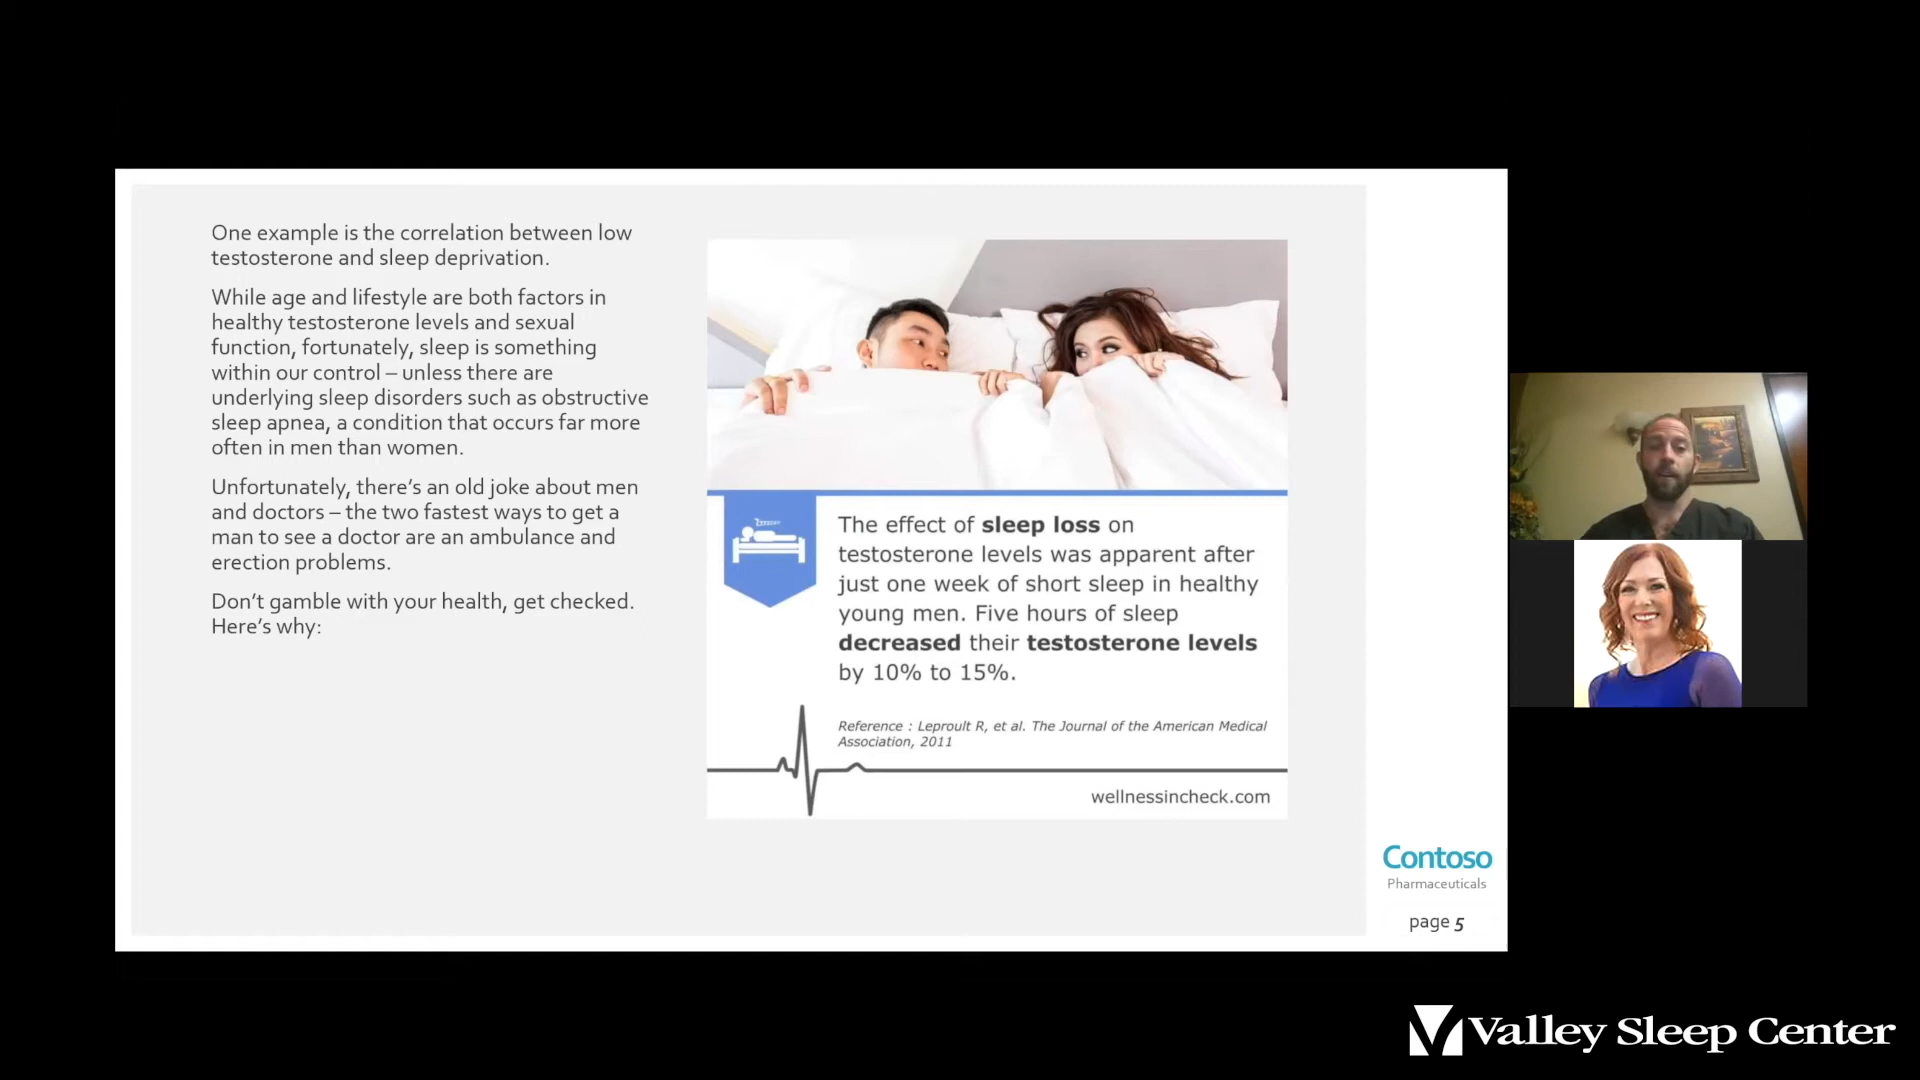 One example is the correlation between low
testosterone and sleep deprivation.
While age and lifestyle are both factors in
healthy testosterone levels and sexual
function, fortunately, sleep is something
within our control – unless there are
underlying sleep disorders such as obstructive
sleep apnea, a condition that occurs far more
often in men than women.
Unfortunately, there's an old joke about men
and doctors – the two fastest ways to get a
man to see a doctor are an ambulance and
erection problems.
Don't gamble with your health, get checked.
Here's why:
The effect of sleep loss on
testosterone levels was apparent after
just one week of short sleep in healthy
young men. Five hours of sleep
decreased their testosterone levels
by 10% to 15%.
Reference : Leproult R, et al. The Journal of the American Medical
Association, 2011
wellnessincheck.com
Contoso
Pharmaceuticals
page 5
Valley Sleep Center